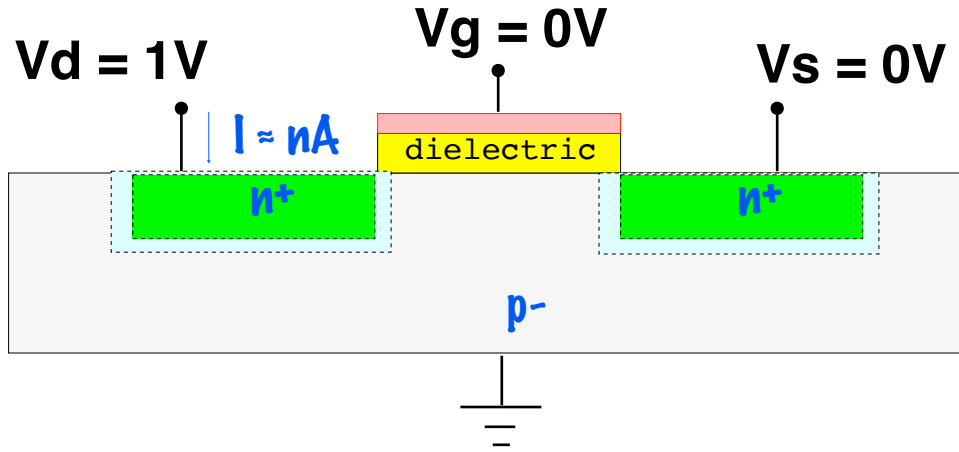 Vg = 0V
Vd = 1V
Vs = 0V
I ≈ nA
dielectric
n+
n+
p-